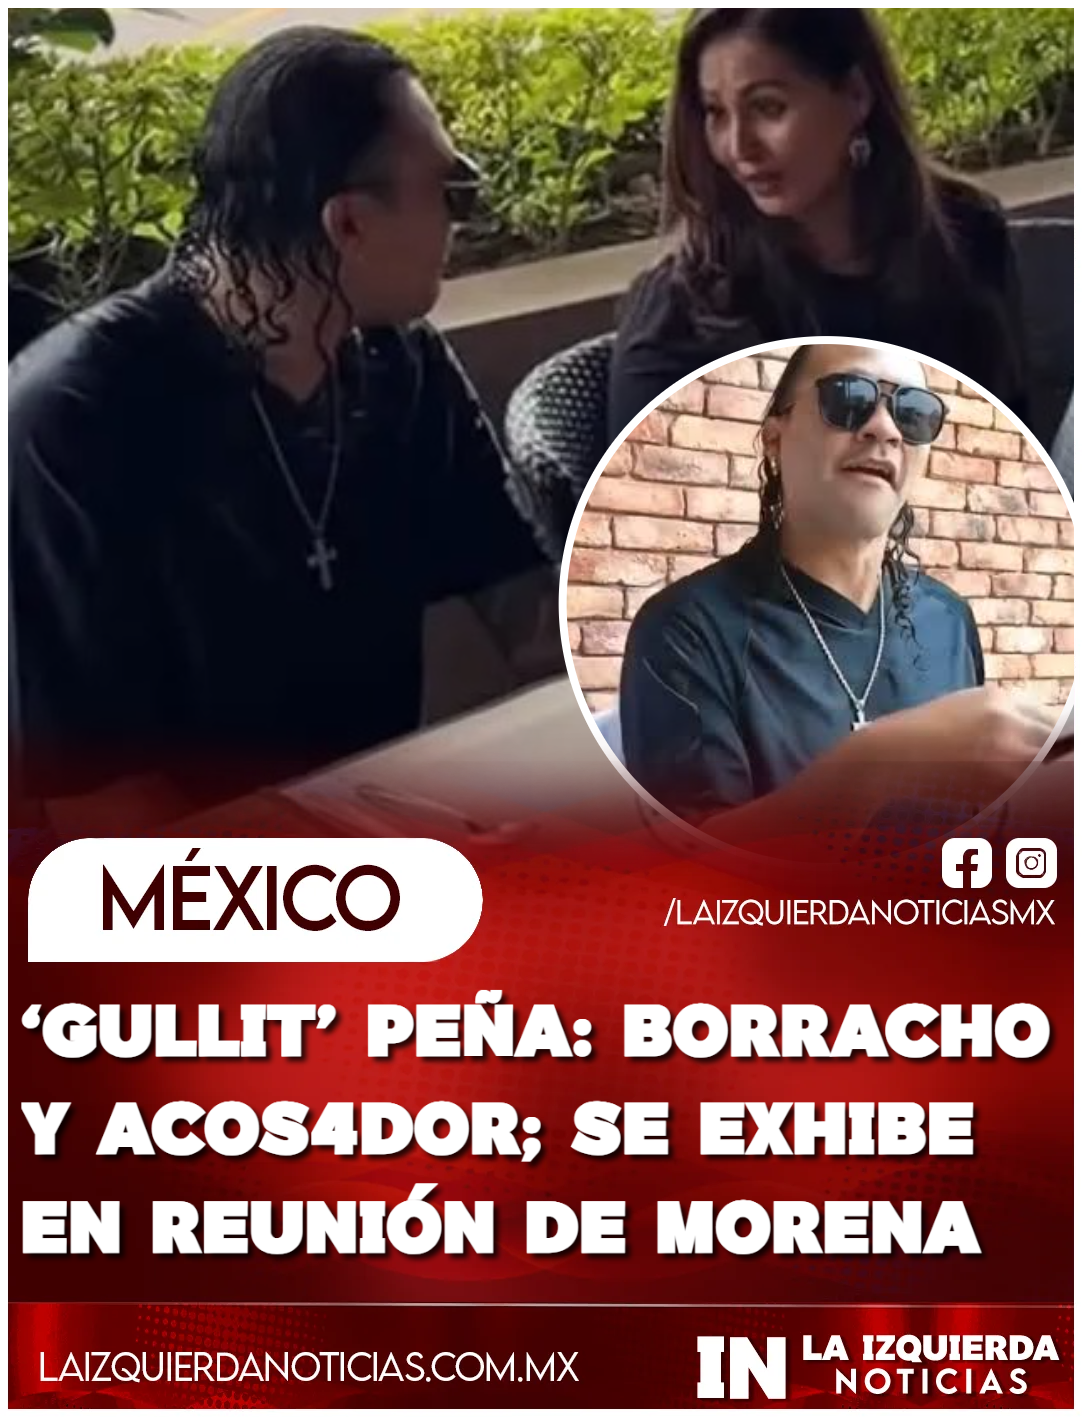 MÉXICO
/LAIZQUIERDANOTICIASMX
‘GULLIT’ PEÑA: BORRACHO
Y ACOS4DOR; SE EXHIBE
EN REUNIÓN DE MORENA
LAIZQUIERDANOTICIAS.COM.MX
IN LA IZQUIERDA
NOTICIAS